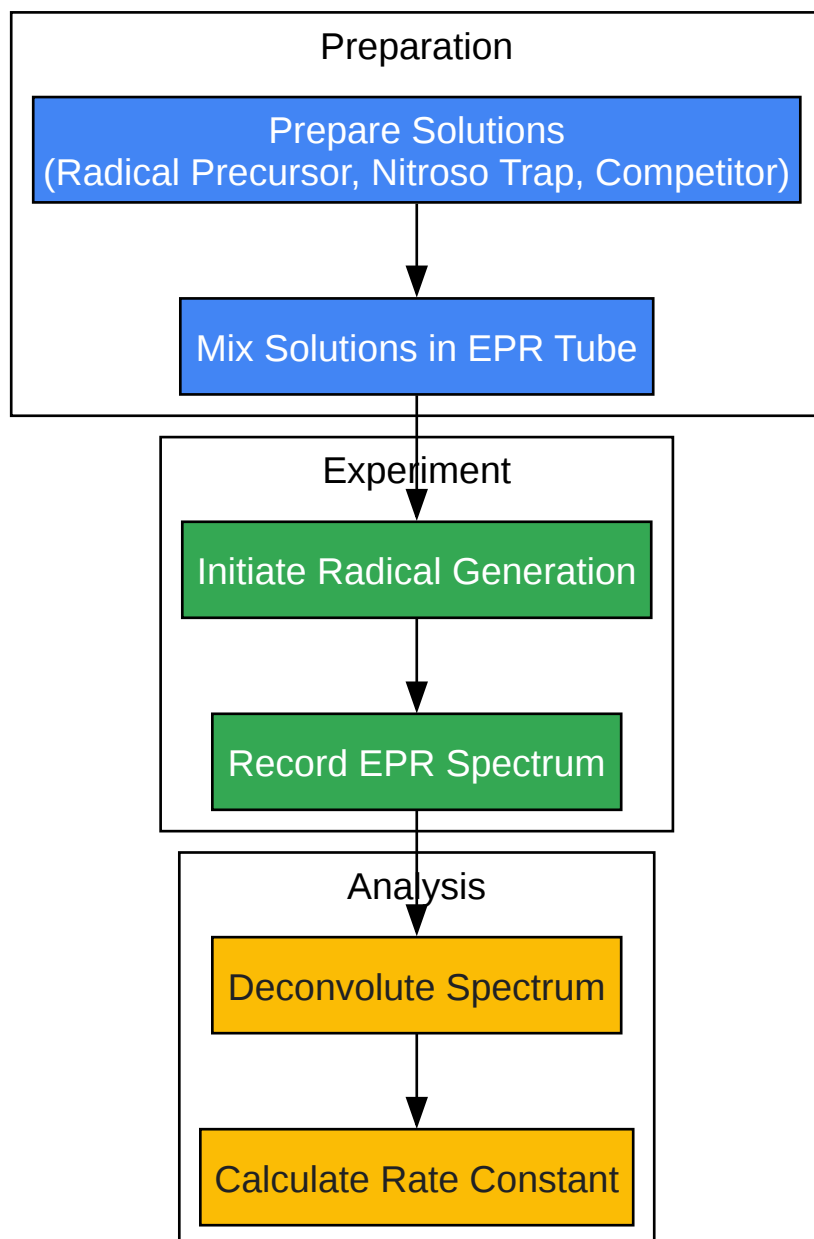 Preparation
Prepare Solutions
(Radical Precursor, Nitroso Trap, Competitor)
Mix Solutions in EPR Tube
Experiment
Initiate Radical Generation
Record EPR Spectrum
Analysis
Deconvolute Spectrum
Calculate Rate Constant